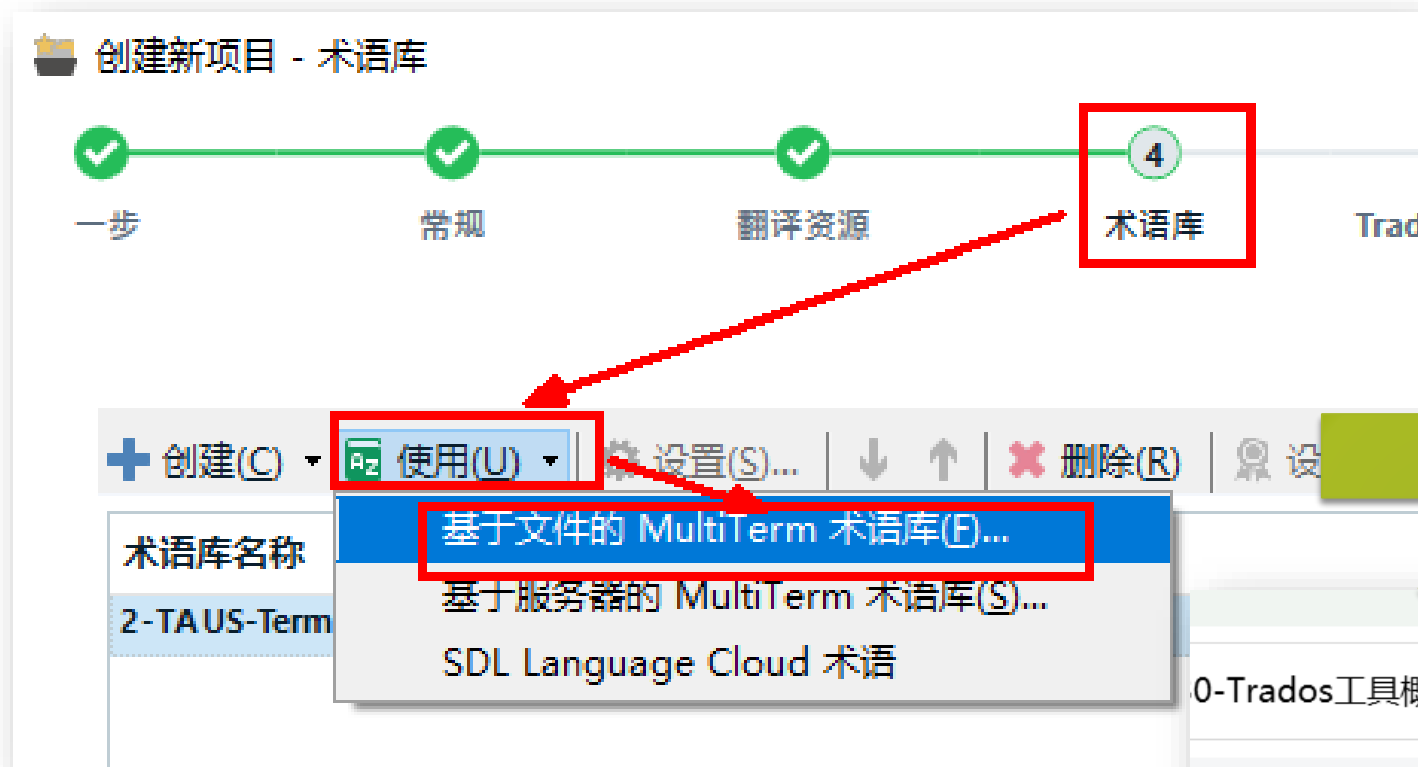 创建新项目 - 术语库
4
一步 常规 翻译资源 术语库
创建(C) 使用(U) 设置(S)... 删除(R)
术语库名称
基于文件的 MultiTerm 术语库(F)...
2-TAUS-Term
基于服务器的 MultiTerm 术语库(S)...
SDL Language Cloud 术语
0-Trados工具